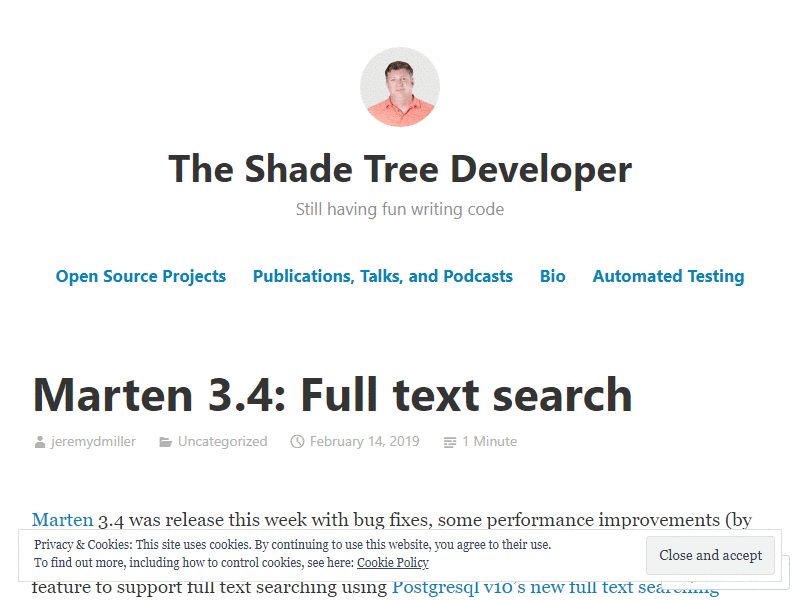 The Shade Tree Developer
Still having fun writing code
Open Source Projects Publications, Talks, and Podcasts Bio Automated Testing
Marten 3.4: Full text search
jeremydmiller Uncategorized February 14, 2019 1 Minute
Marten 3.4 was release this week with bug fixes, some performance improvements (by
Privacy & Cookies: This site uses cookies. By continuing to use this website, you agree to their use.
To find out more, including how to control cookies, see here: Cookie Policy
Close and accept
feature to support full text searching using Postgresql v10's new full text searching